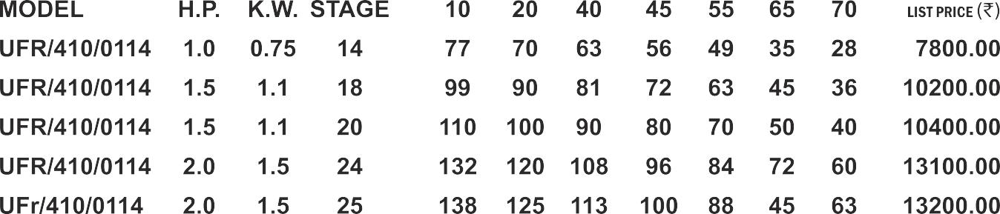 MODEL H.P. K.W. STAGE 10 20 40 45 55 65 70 LIST PRICE (₹)
UFR/410/0114 1.0 0.75 14 77 70 63 56 49 35 28 7800.00
UFR/410/0114 1.5 1.1 18 99 90 81 72 63 45 36 10200.00
UFR/410/0114 1.5 1.1 20 110 100 90 80 70 50 40 10400.00
UFR/410/0114 2.0 1.5 24 132 120 108 96 84 72 60 13100.00
UFr/410/0114 2.0 1.5 25 138 125 113 100 88 45 63 13200.00